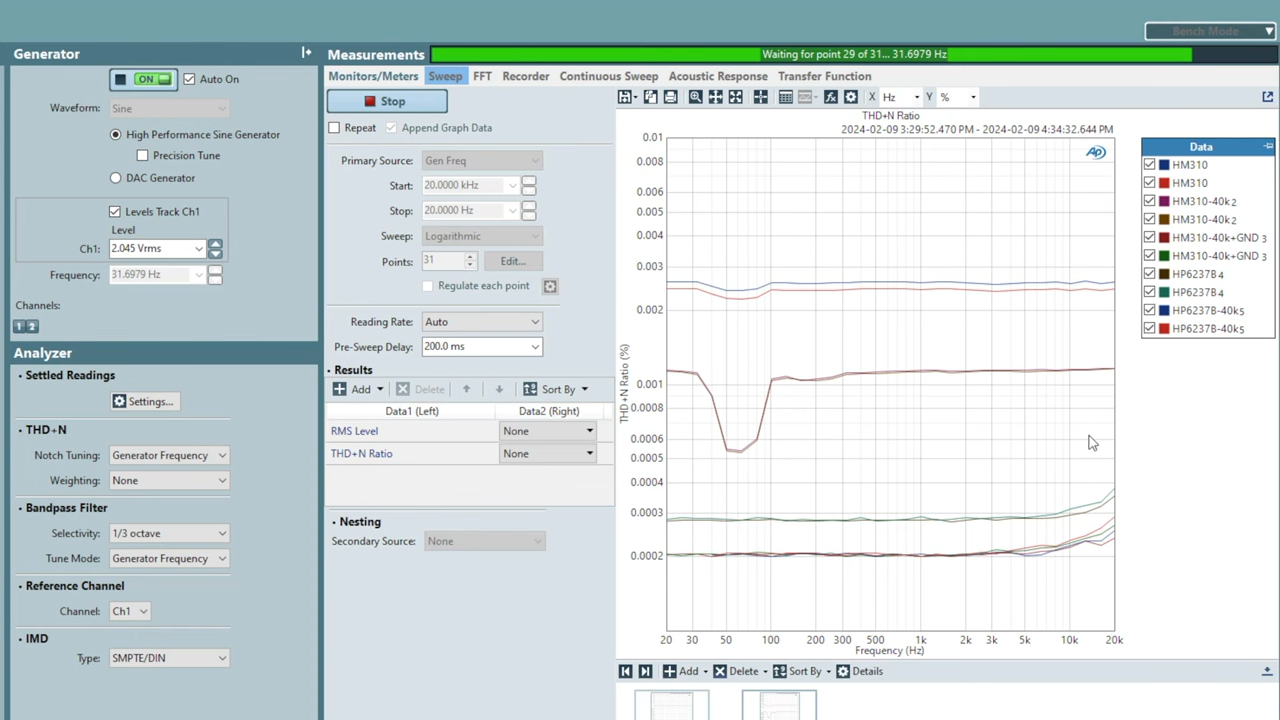 Bench Mode
Generator
ON
Auto On
Waveform: Sine
High Performance Sine Generator
Precision Tune
DAC Generator
Levels Track Ch1
Level
Ch1: 2.045 Vrms
Frequency: 31.6979 Hz
Channels:
1 2
Analyzer
Settled Readings
Settings...
THD+N
Notch Tuning: Generator Frequency
Weighting: None
Bandpass Filter
Selectivity: 1/3 octave
Tune Mode: Generator Frequency
Reference Channel
Channel: Ch1
IMD
Type: SMPTE/DIN
Measurements
Waiting for point 29 of 31... 31.6979 Hz
Monitors/Meters Sweep FFT Recorder Continuous Sweep Acoustic Response Transfer Function
Stop
Repeat Append Graph Data
Primary Source: Gen Freq
Start: 20.0000 kHz
Stop: 20.0000 Hz
Sweep: Logarithmic
Points: 31 Edit...
Regulate each point
Reading Rate: Auto
Pre-Sweep Delay: 200.0 ms
Results
Add Delete Sort By
Data1 (Left) Data2 (Right)
RMS Level None
THD+N Ratio None
Nesting
Secondary Source: None
X Hz Y %
THD+N Ratio
2024-02-09 3:29:52.470 PM - 2024-02-09 4:34:32.644 PM
AP
0.01
0.008
0.006
0.005
0.004
0.003
0.002
0.001
0.0008
0.0006
0.0005
0.0004
0.0003
0.0002
THD+N Ratio (%)
20 30 50 100 200 300 500 1k 2k 3k 5k 10k 20k
Frequency (Hz)
Data
HM310
HM310
HM310-40k 2
HM310-40k 2
HM310-40k+GND 3
HM310-40k+GND 3
HP6237B 4
HP6237B 4
HP6237B-40k 5
HP6237B-40k 5
Add Delete Sort By Details